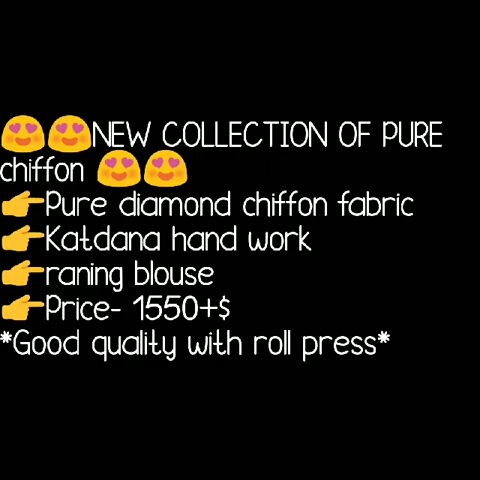 😍😍NEW COLLECTION OF PURE
chiffon 😍😍
👉Pure diamond chiffon fabric
👉Katdana hand work
👉raning blouse
👉Price- 1550+$
*Good quality with roll press*